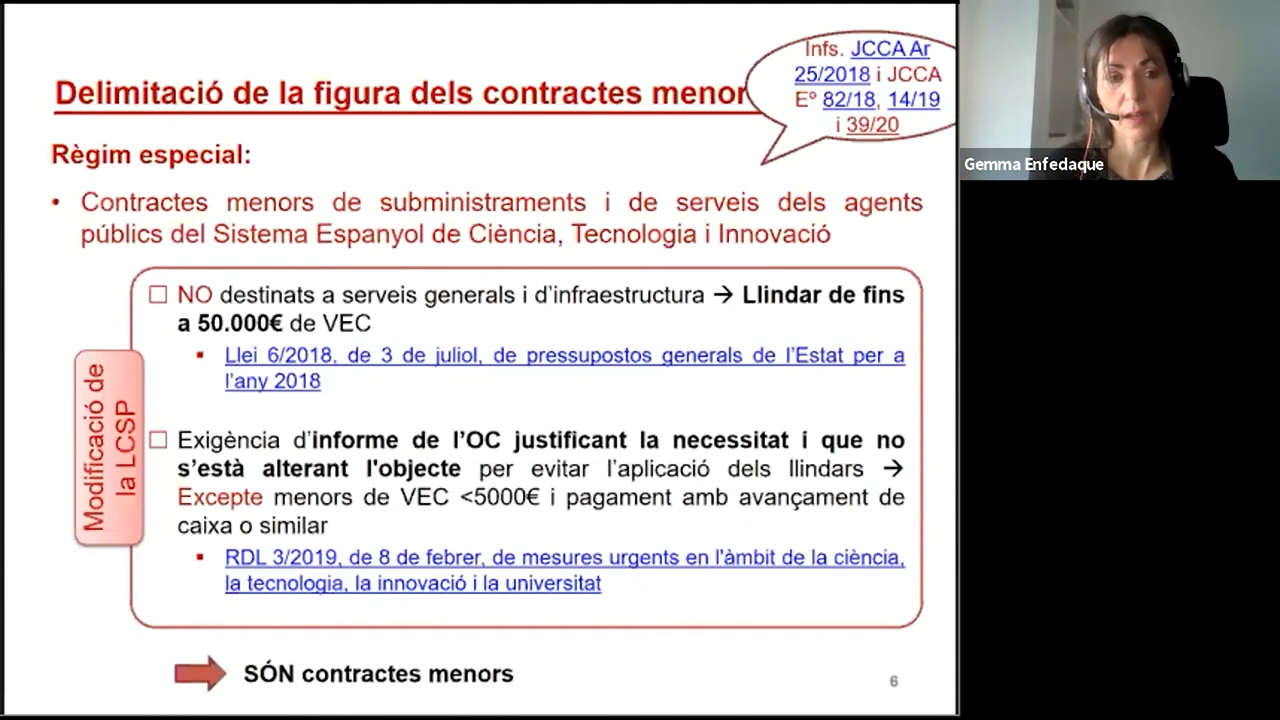 Delimitació de la figura dels contractes menor
Infs. JCCA Ar
25/2018 i JCCA
Eº 82/18, 14/19
i 39/20
Règim especial:
• Contractes menors de subministraments i de serveis dels agents
públics del Sistema Espanyol de Ciència, Tecnologia i Innovació
Modificació de
la LCSP
☐ NO destinats a serveis generals i d'infraestructura → Llindar de fins
a 50.000€ de VEC
▪ Llei 6/2018, de 3 de juliol, de pressupostos generals de l'Estat per a
l'any 2018
☐ Exigència d'informe de l'OC justificant la necessitat i que no
s'està alterant l'objecte per evitar l'aplicació dels llindars →
Excepte menors de VEC <5000€ i pagament amb avançament de
caixa o similar
▪ RDL 3/2019, de 8 de febrer, de mesures urgents en l'àmbit de la ciència,
la tecnologia, la innovació i la universitat
SÓN contractes menors
6
Gemma Enfedaque